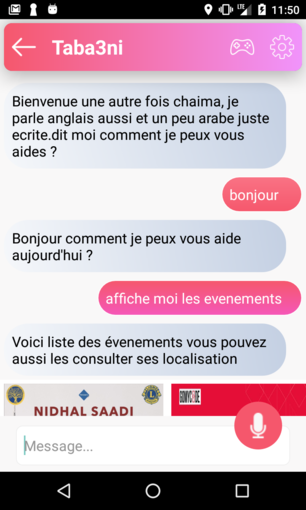 11:50
Taba3ni
Bienvenue une autre fois chaima, je
parle anglais aussi et un peu arabe juste
ecrite.dit moi comment je peux vous
aides ?
bonjour
Bonjour comment je peux vous aide
aujourd'hui ?
affiche moi les evenements
Voici liste des évenements vous pouvez
aussi les consulter ses localisation
NIDHAL SAADI
GOMYCODE
Message...